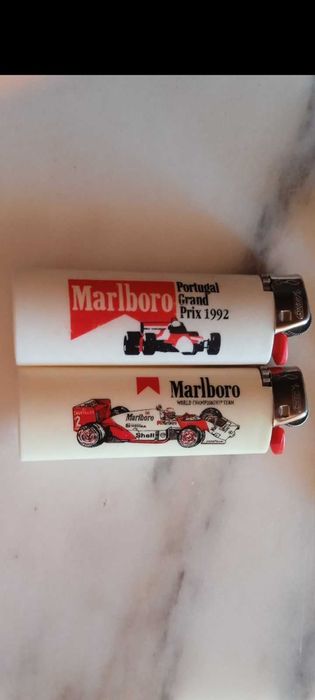 Marlboro
Portugal
Grand
Prix 1992
Marlboro
WORLD CHAMPIONSHIP TEAM
2
Marlboro
Shell